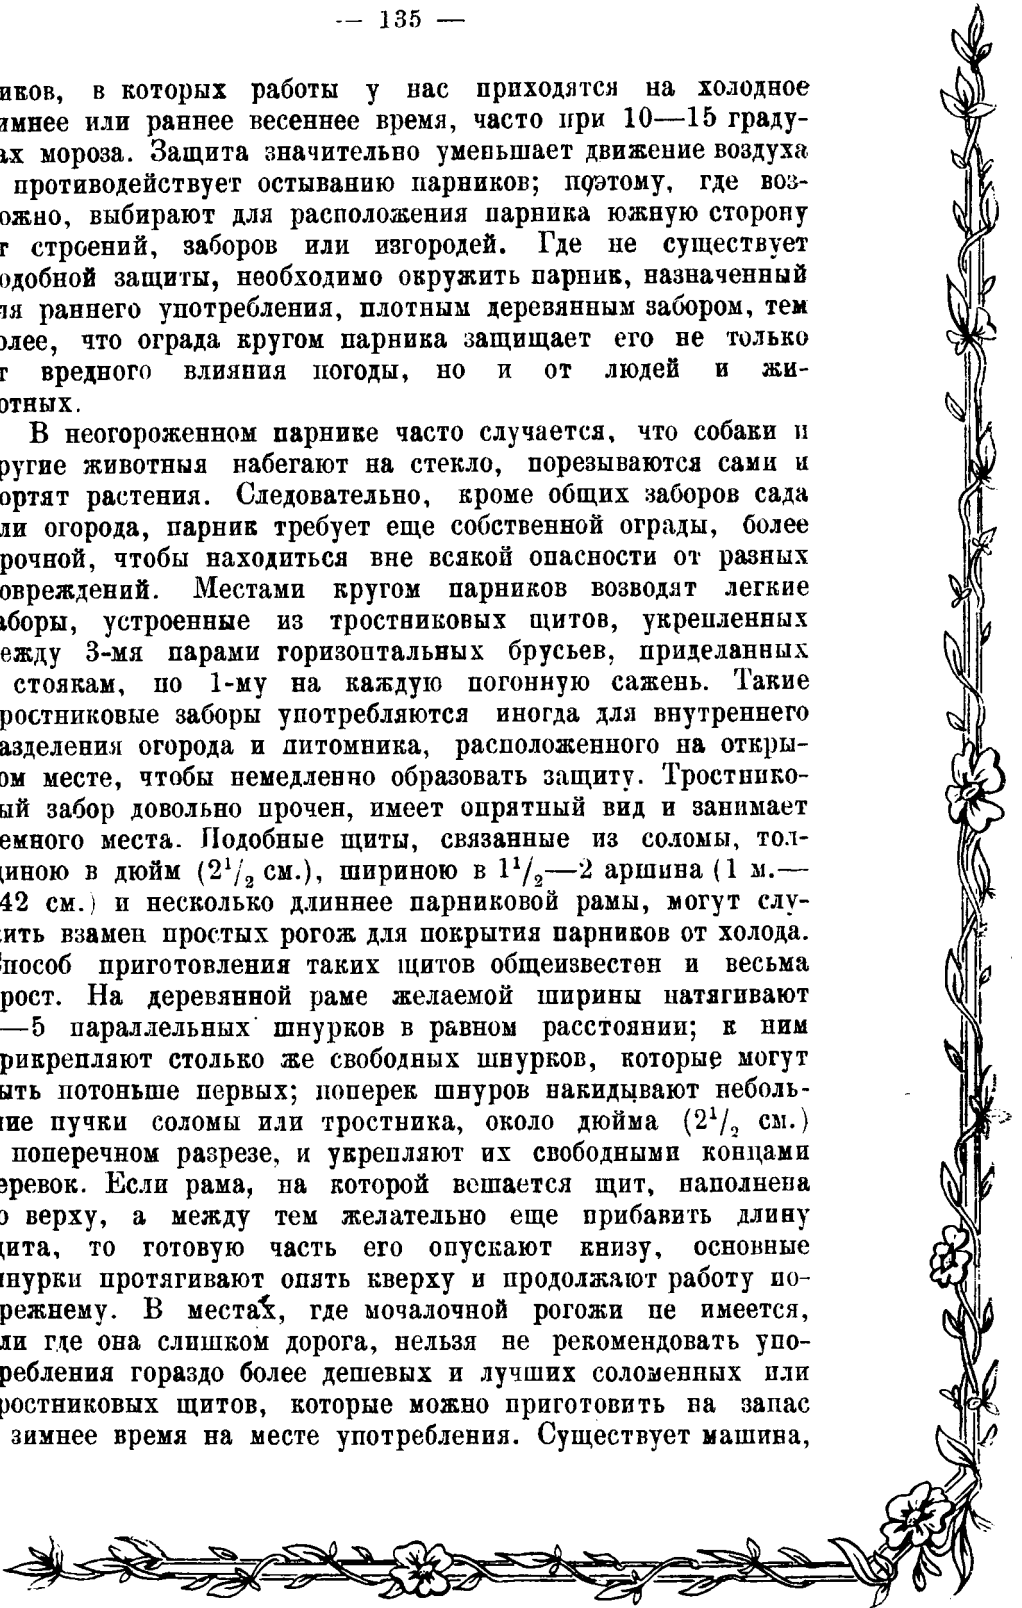 — 135 —
иков, в которых работы у нас приходятся на холодное
имнее или раннее весеннее время, часто при 10—15 граду-
ах мороза. Защита значительно уменьшает движение воздуха
противодействует остыванию парников; поэтому, где воз-
ожно, выбирают для расположения парника южную сторону
т строений, заборов или изгородей. Где не существует
одобной защиты, необходимо окружить парник, назначенный
ля раннего употребления, плотным деревянным забором, тем
олее, что ограда кругом парника защищает его не только
т вредного влияния погоды, но и от людей и жи-
отных.
В неогороженном парнике часто случается, что собаки и
ругие животныя набегают на стекло, порезываются сами и
ортят растения. Следовательно, кроме общих заборов сада
ли огорода, парник требует еще собственной ограды, более
рочной, чтобы находиться вне всякой опасности от разных
овреждений. Местами кругом парников возводят легкие
аборы, устроенные из тростниковых щитов, укрепленных
ежду 3-мя парами горизонтальных брусьев, приделанных
стоякам, по 1-му на каждую погонную сажень. Такие
ростниковые заборы употребляются иногда для внутреннего
азделения огорода и питомника, расположенного на откры-
ом месте, чтобы немедленно образовать защиту. Тростнико-
ый забор довольно прочен, имеет опрятный вид и занимает
емного места. Подобные щиты, связанные из соломы, тол-
щиною в дюйм (2¹/₂ см.), шириною в 1¹/₂—2 аршина (1 м.—
42 см.) и несколько длиннее парниковой рамы, могут слу-
ить взамен простых рогож для покрытия парников от холода.
Способ приготовления таких щитов общеизвестен и весьма
рост. На деревянной раме желаемой ширины натягивают
—5 параллельных шнурков в равном расстоянии; к ним
рикрепляют столько же свободных шнурков, которые могут
ыть потоньше первых; поперек шнуров накидывают неболь-
шие пучки соломы или тростника, около дюйма (2¹/₂ см.)
поперечном разрезе, и укрепляют их свободными концами
еревок. Если рама, на которой вешается щит, наполнена
о верху, а между тем желательно еще прибавить длину
щита, то готовую часть его опускают книзу, основные
шнурки протягивают опять кверху и продолжают работу по-
режнему. В местах, где мочалочной рогожи не имеется,
ли где она слишком дорога, нельзя не рекомендовать упо-
ребления гораздо более дешевых и лучших соломенных или
ростниковых щитов, которые можно приготовить на запас
зимнее время на месте употребления. Существует машина,